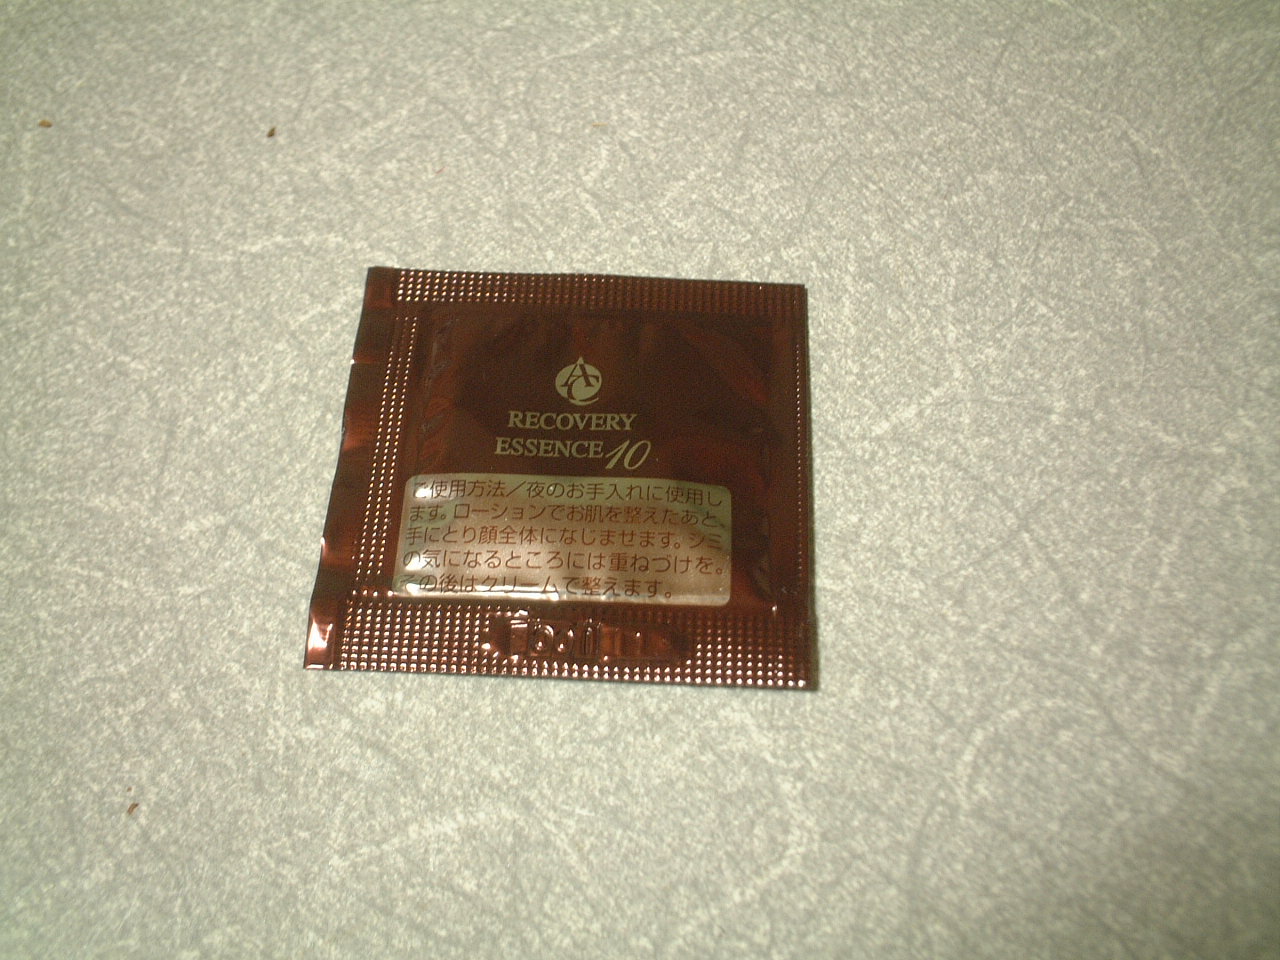 AC
RECOVERY
ESSENCE 10
ご使用方法／夜のお手入れに使用し
ます。ローションでお肌を整えたあと、
手にとり顔全体になじませます。シミ
の気になるところには重ねづけを。
その後はクリームで整えます。